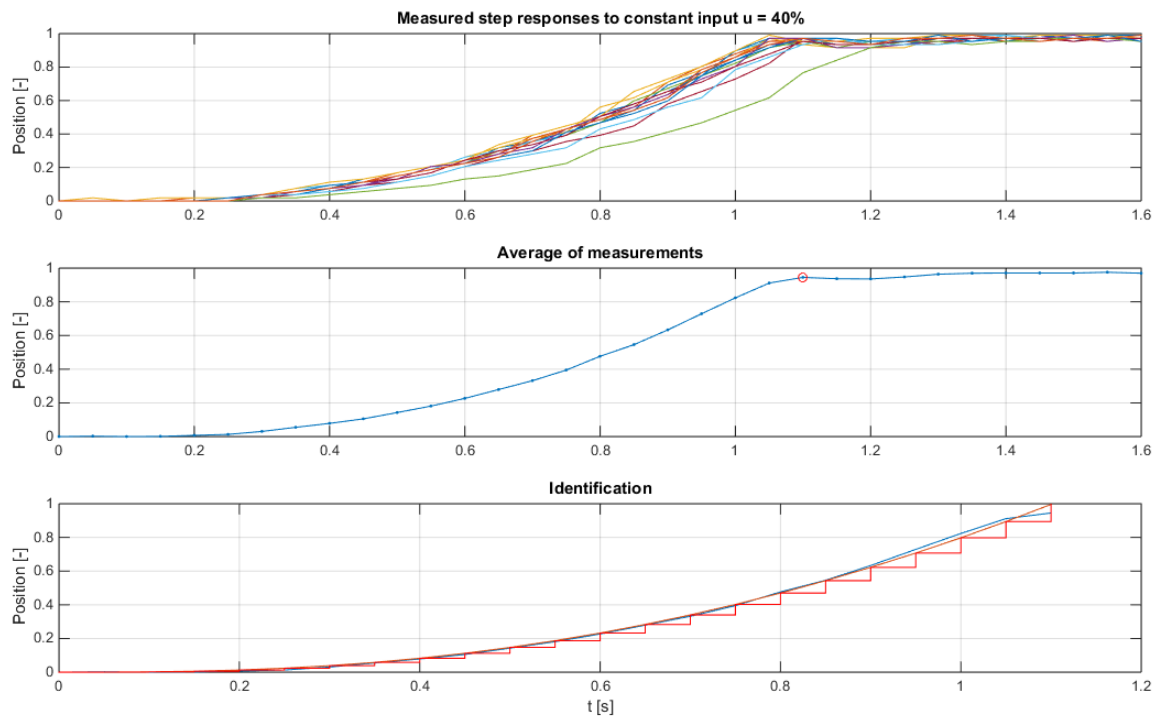 Measured step responses to constant input u = 40%
Position [-]
1
0.8
0.6
0.4
0.2
0
0 0.2 0.4 0.6 0.8 1 1.2 1.4 1.6
Average of measurements
Position [-]
1
0.8
0.6
0.4
0.2
0
0 0.2 0.4 0.6 0.8 1 1.2 1.4 1.6
Identification
Position [-]
1
0.8
0.6
0.4
0.2
0
0 0.2 0.4 0.6 0.8 1 1.2
t [s]